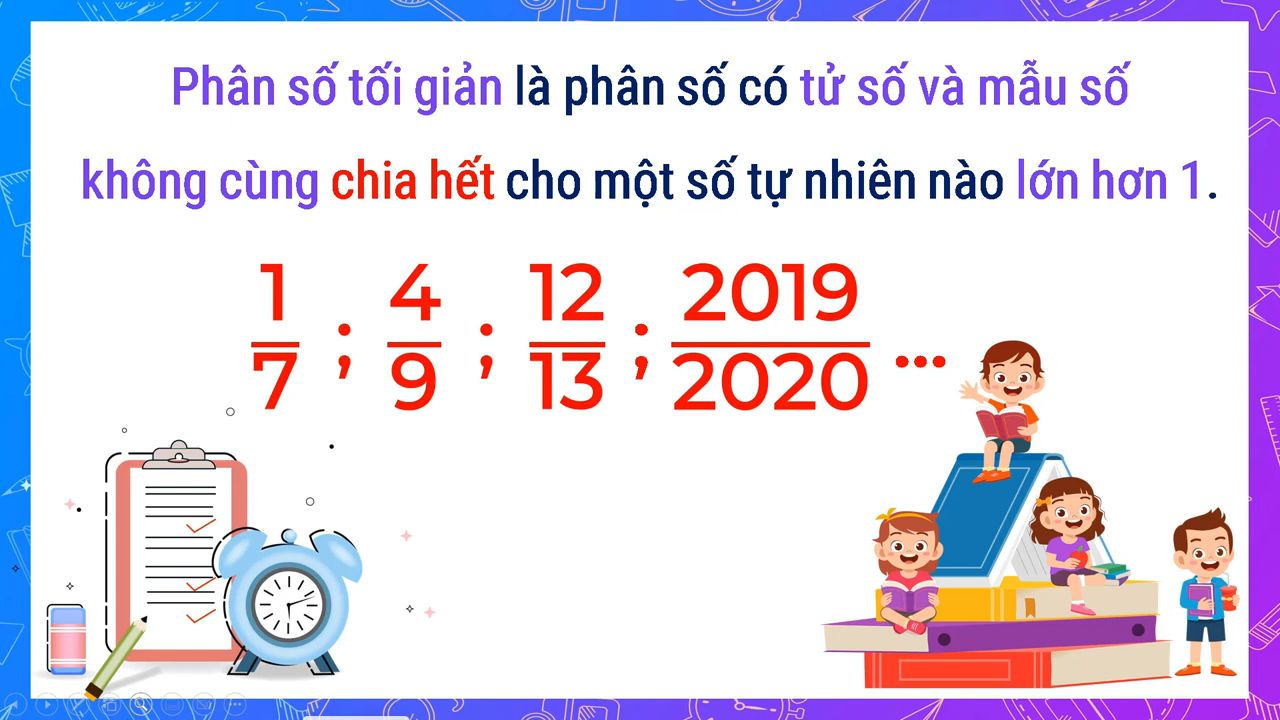 Phân số tối giản là phân số có tử số và mẫu số
không cùng chia hết cho một số tự nhiên nào lớn hơn 1.
1/7 ; 4/9 ; 12/13 ; 2019/2020 ...